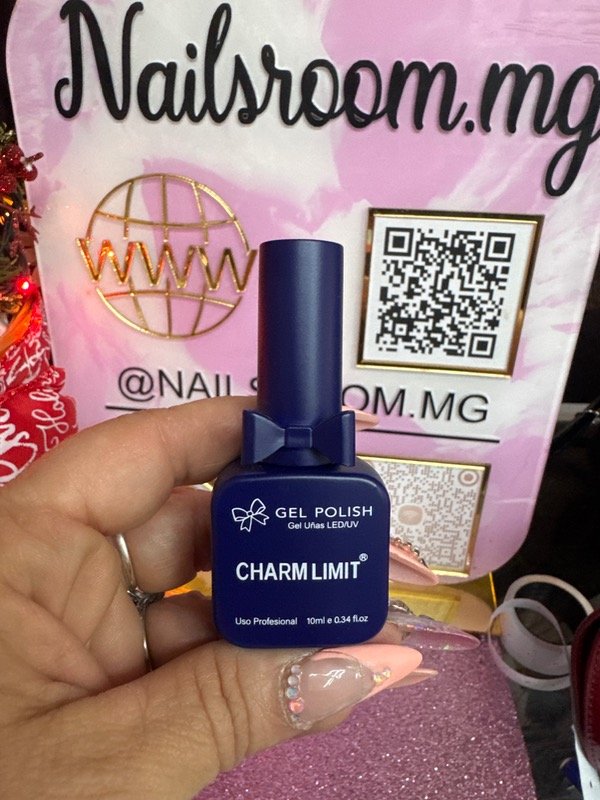 Nailsroom.mg
WWW
@NAILS OOM.MG
GEL POLISH
Gel Uñas LED/UV
CHARM LIMIT®
Uso Profesional 10ml e 0.34 fl.oz